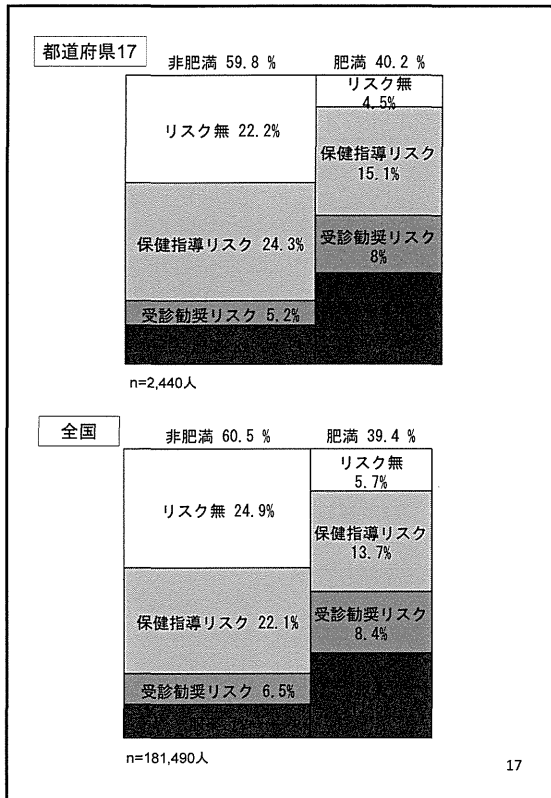 都道府県17
非肥満 59.8 %
肥満 40.2 %
リスク無 22.2%
リスク無
4.5%
保健指導リスク
15.1%
保健指導リスク 24.3%
受診勧奨リスク
8%
受診勧奨リスク 5.2%
n=2,440人
全国
非肥満 60.5 %
肥満 39.4 %
リスク無 24.9%
リスク無
5.7%
保健指導リスク
13.7%
保健指導リスク 22.1%
受診勧奨リスク
8.4%
受診勧奨リスク 6.5%
n=181,490人
17